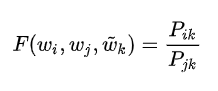 $F(w_i, w_j, \tilde{w}_k) = \frac{P_{ik}}{P_{jk}}$